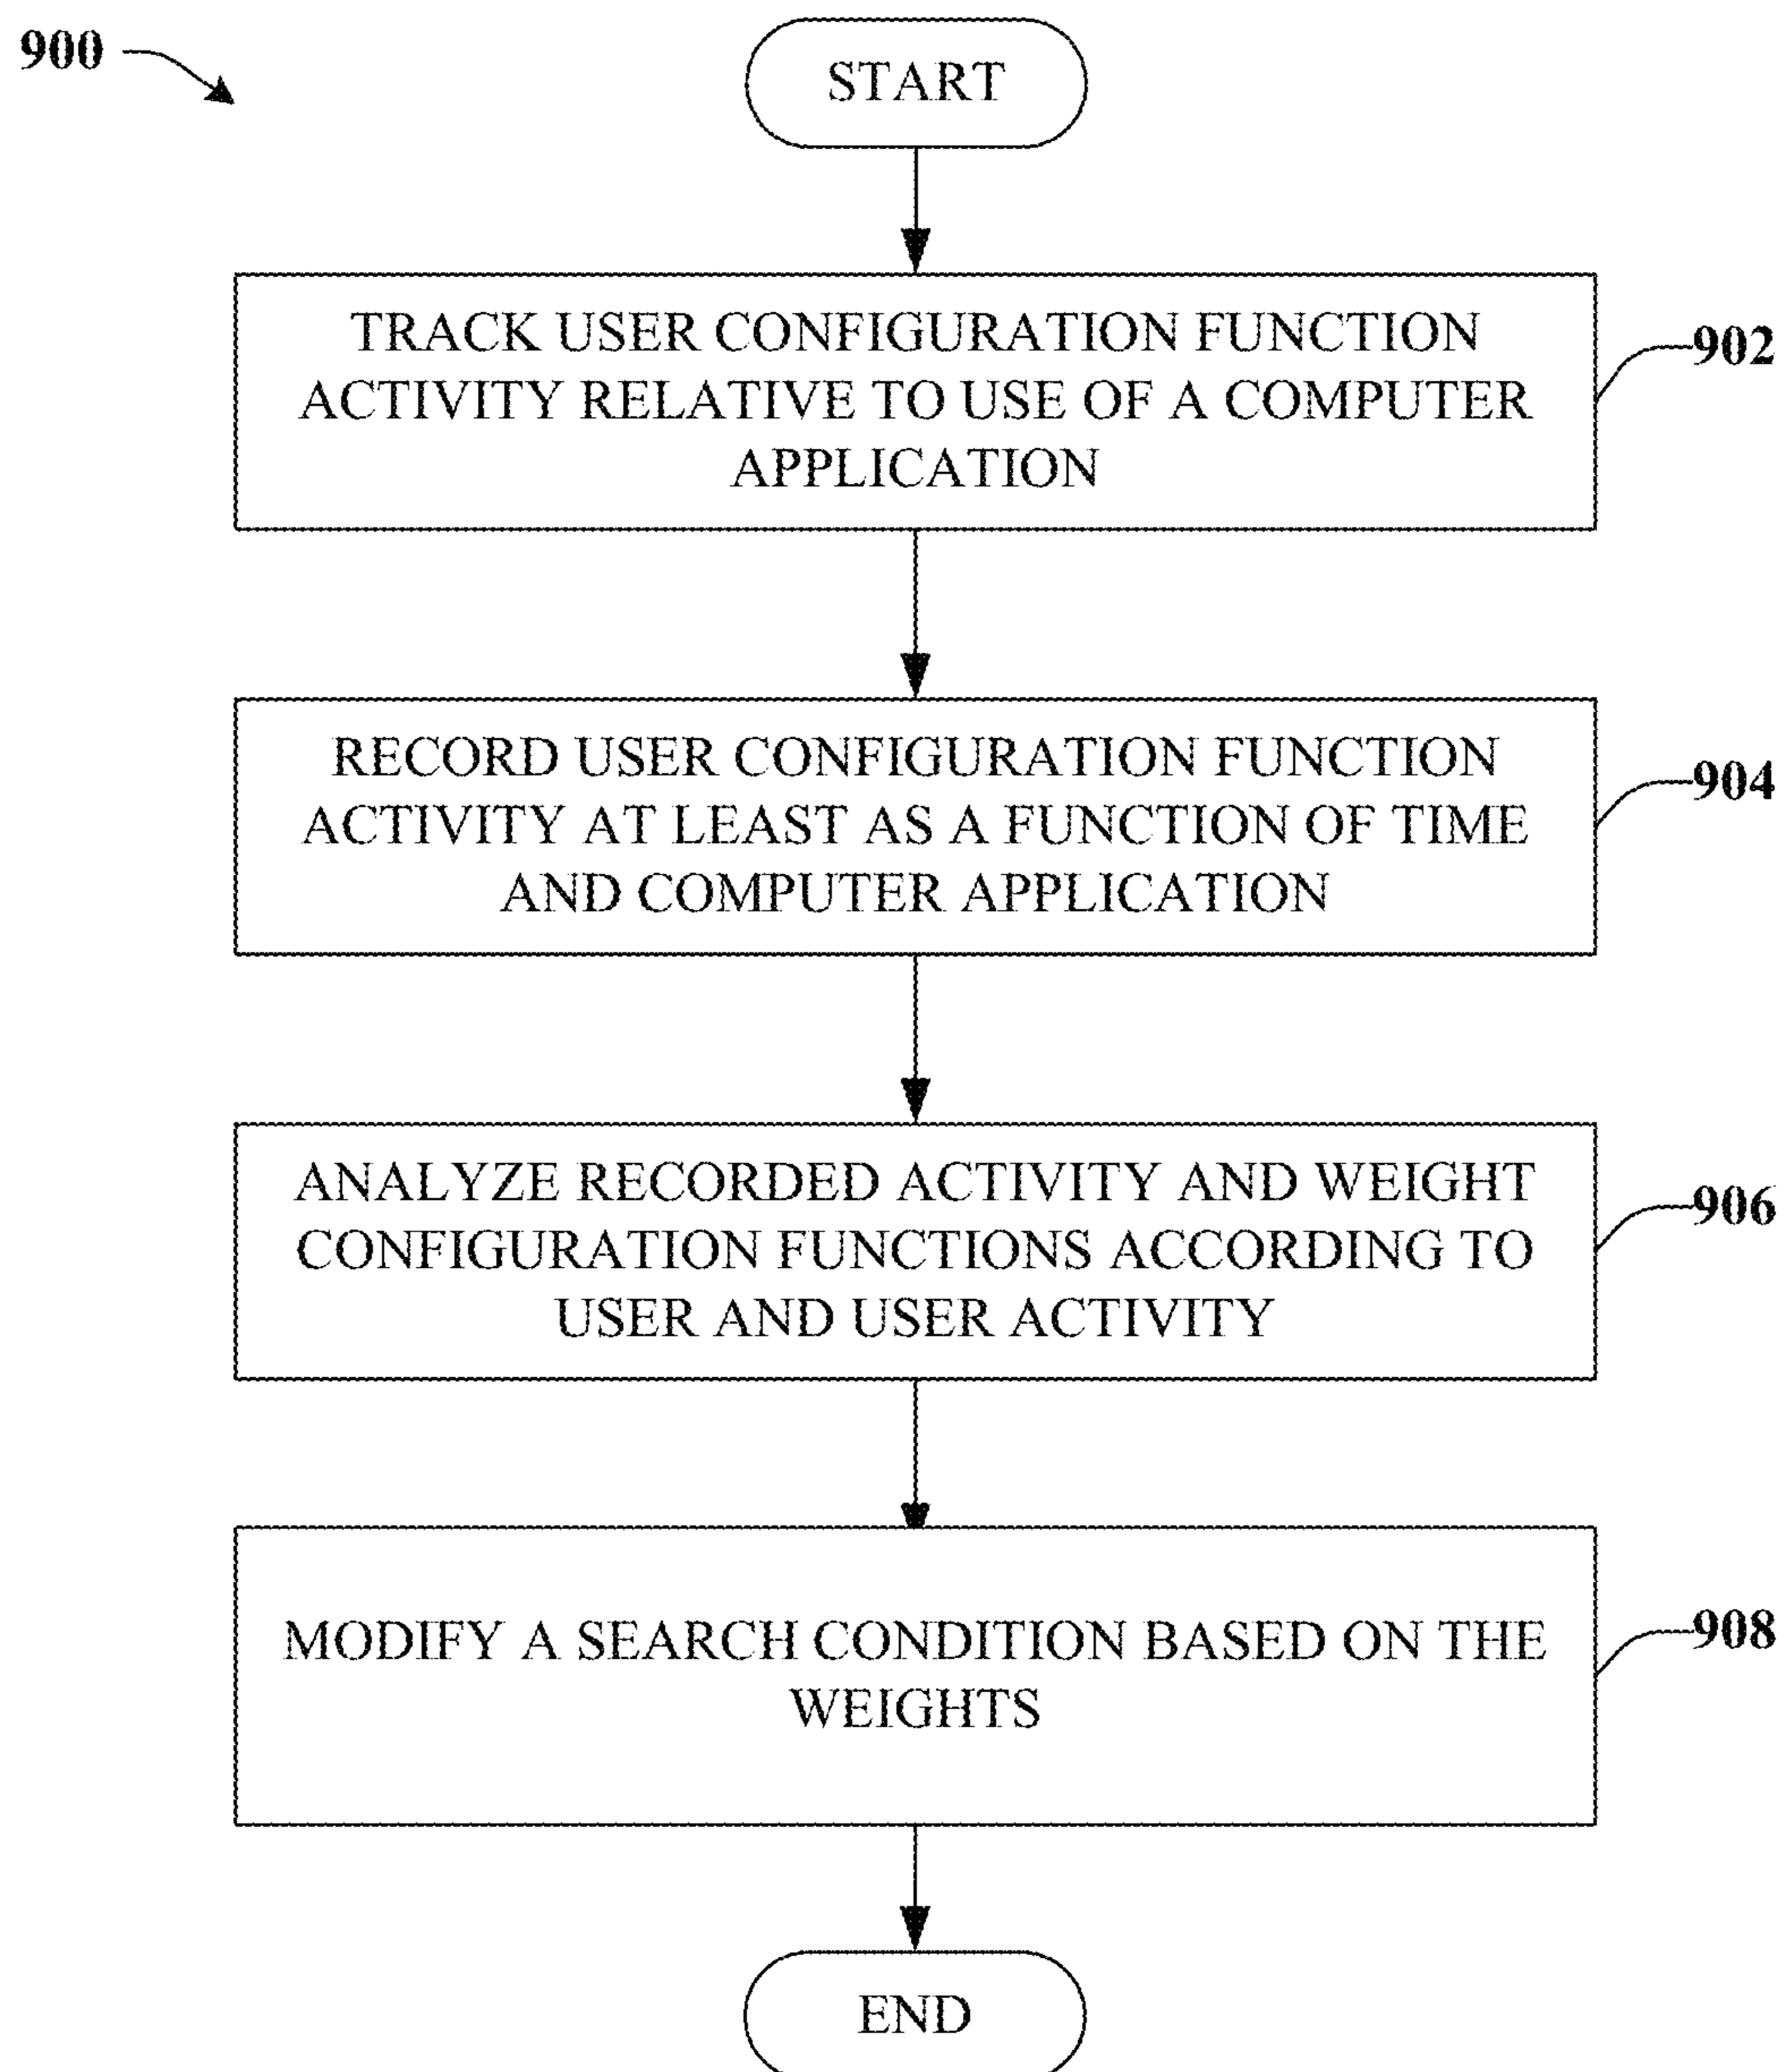 900
START
TRACK USER CONFIGURATION FUNCTION
ACTIVITY RELATIVE TO USE OF A COMPUTER
APPLICATION
902
RECORD USER CONFIGURATION FUNCTION
ACTIVITY AT LEAST AS A FUNCTION OF TIME
AND COMPUTER APPLICATION
904
ANALYZE RECORDED ACTIVITY AND WEIGHT
CONFIGURATION FUNCTIONS ACCORDING TO
USER AND USER ACTIVITY
906
MODIFY A SEARCH CONDITION BASED ON THE
WEIGHTS
908
END